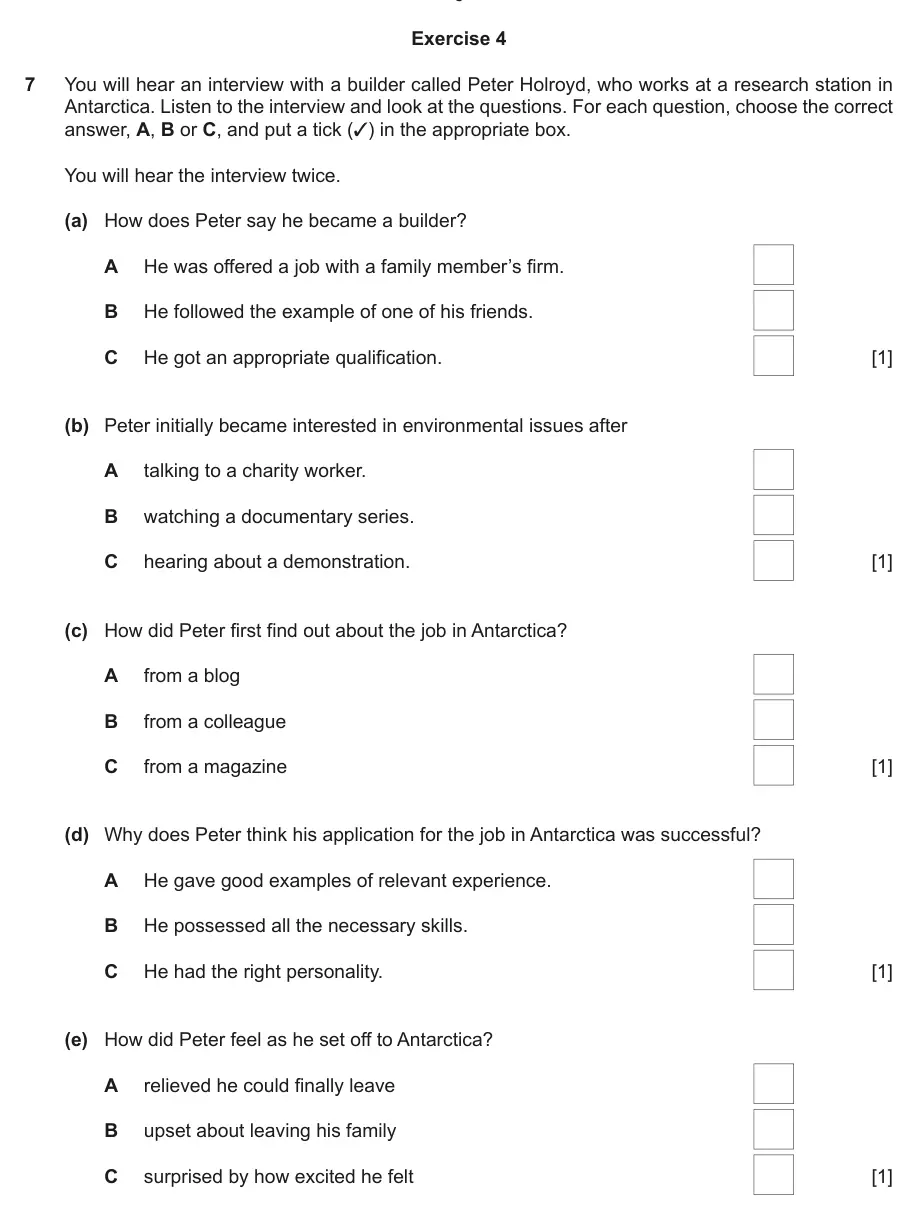 Exercise 4
7 You will hear an interview with a builder called Peter Holroyd, who works at a research station in
Antarctica. Listen to the interview and look at the questions. For each question, choose the correct
answer, A, B or C, and put a tick (✓) in the appropriate box.
You will hear the interview twice.
(a) How does Peter say he became a builder?
A He was offered a job with a family member’s firm.
B He followed the example of one of his friends.
C He got an appropriate qualification. [1]
(b) Peter initially became interested in environmental issues after
A talking to a charity worker.
B watching a documentary series.
C hearing about a demonstration. [1]
(c) How did Peter first find out about the job in Antarctica?
A from a blog
B from a colleague
C from a magazine [1]
(d) Why does Peter think his application for the job in Antarctica was successful?
A He gave good examples of relevant experience.
B He possessed all the necessary skills.
C He had the right personality. [1]
(e) How did Peter feel as he set off to Antarctica?
A relieved he could finally leave
B upset about leaving his family
C surprised by how excited he felt [1]